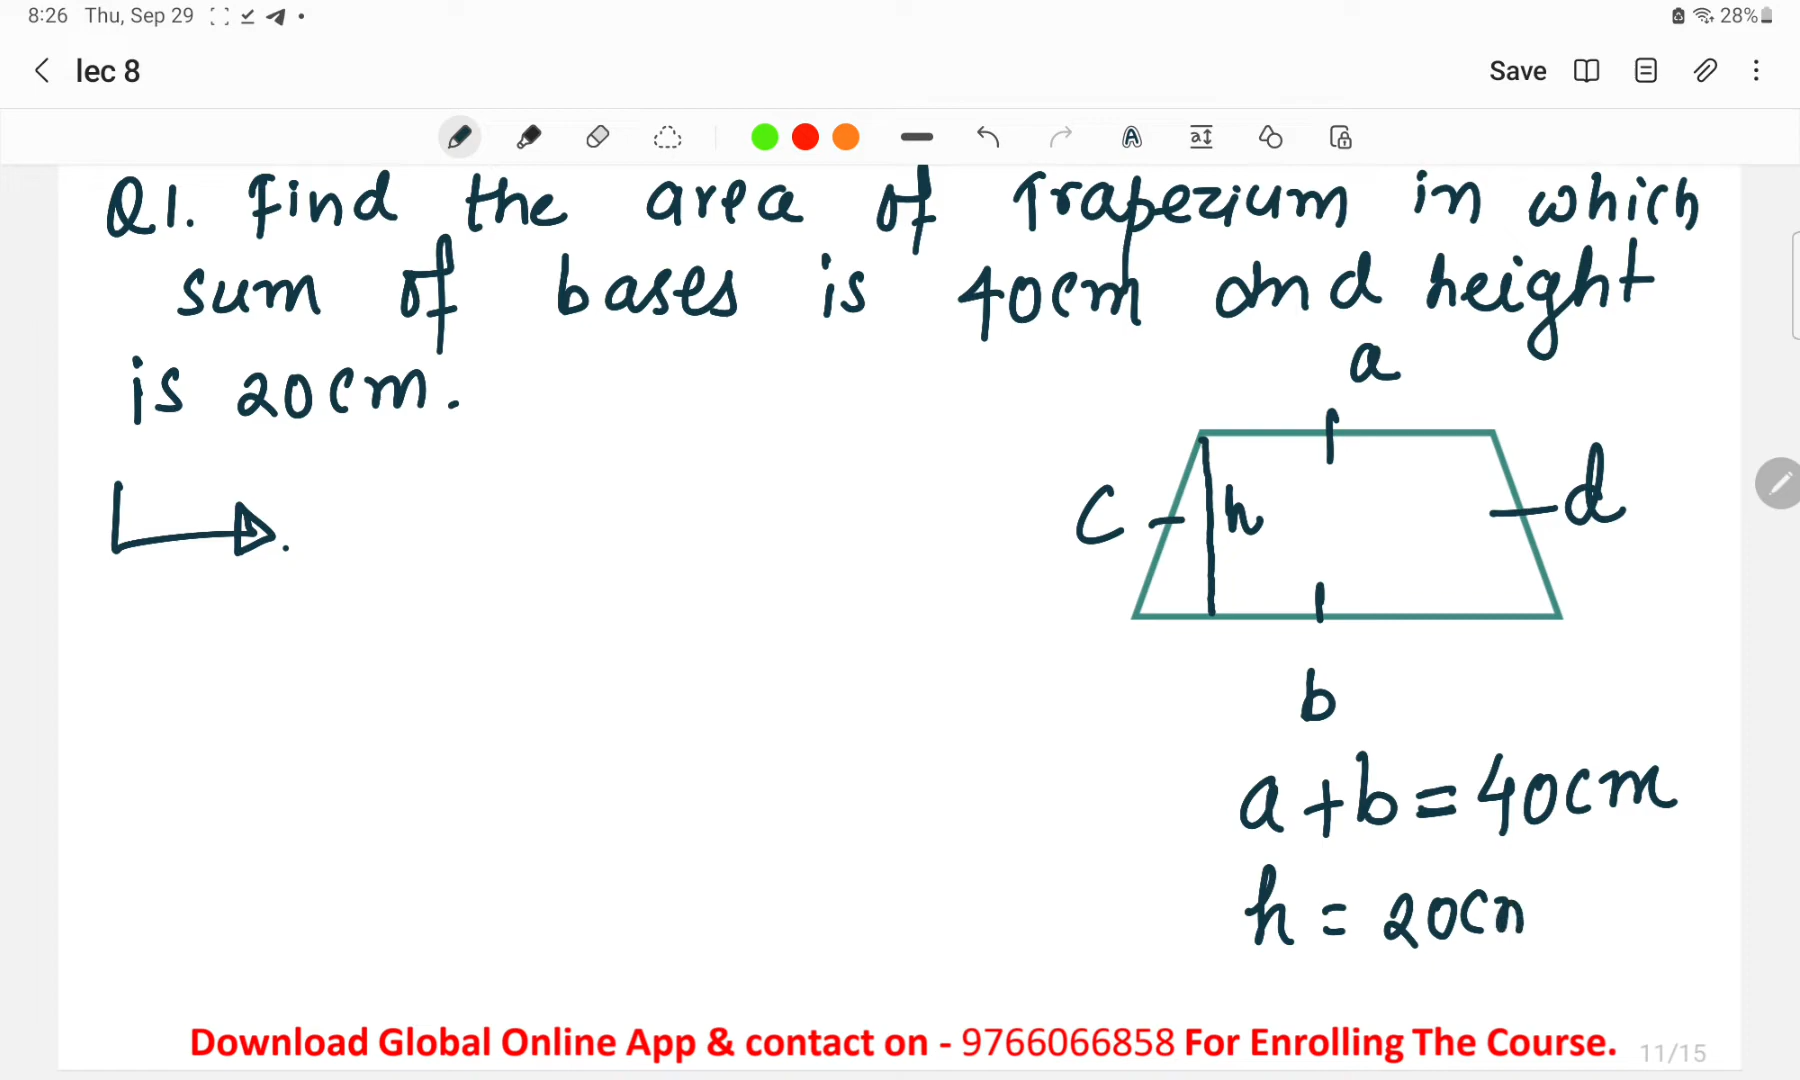 8:26 Thu, Sep 29
28%
lec 8
Save
Q1. Find the area of Trapezium in which
sum of bases is 40cm and height
is 20cm.
a
c
h
d
b
a+b=40cm
h = 20cm
Download Global Online App & contact on - 9766066858 For Enrolling The Course.
11/15